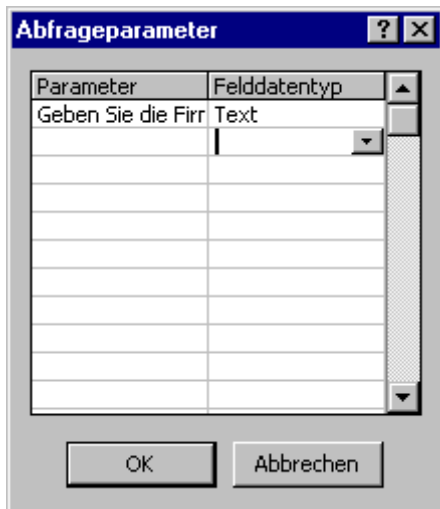 Abfrageparameter
Parameter Felddatentyp
Geben Sie die Firr Text
OK Abbrechen